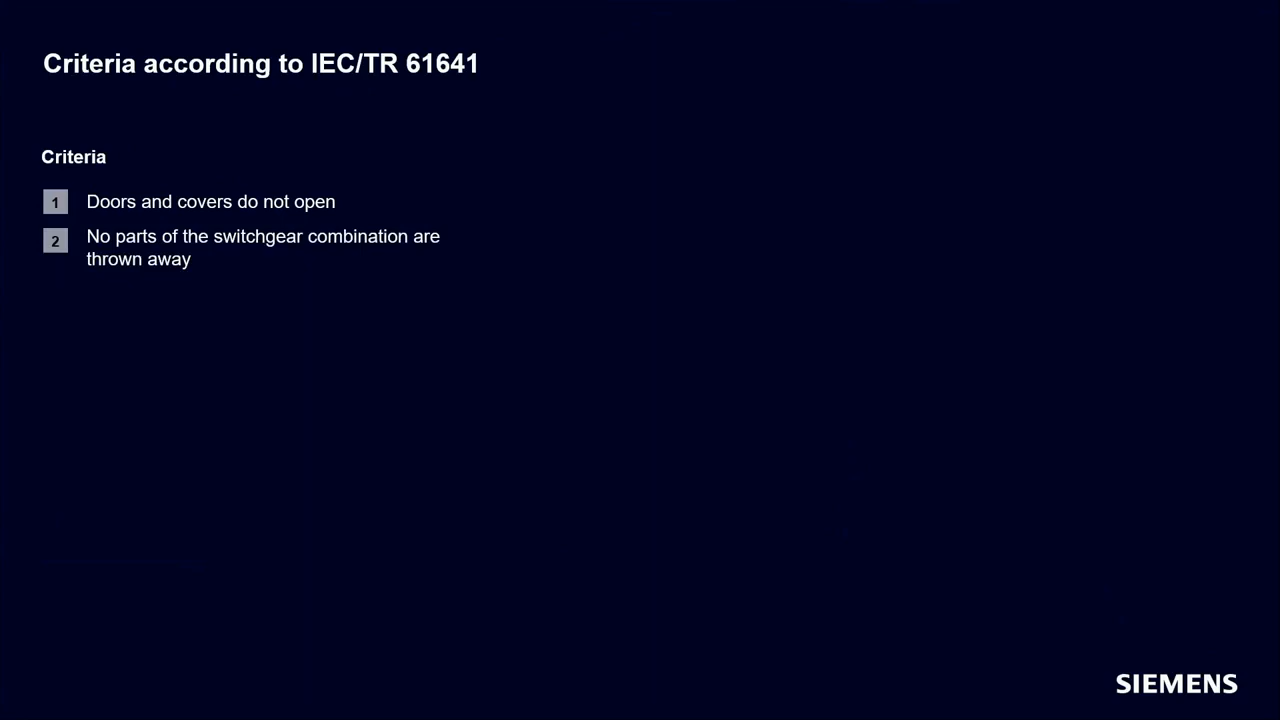 Criteria according to IEC/TR 61641
Criteria
1 Doors and covers do not open
2 No parts of the switchgear combination are
thrown away
SIEMENS